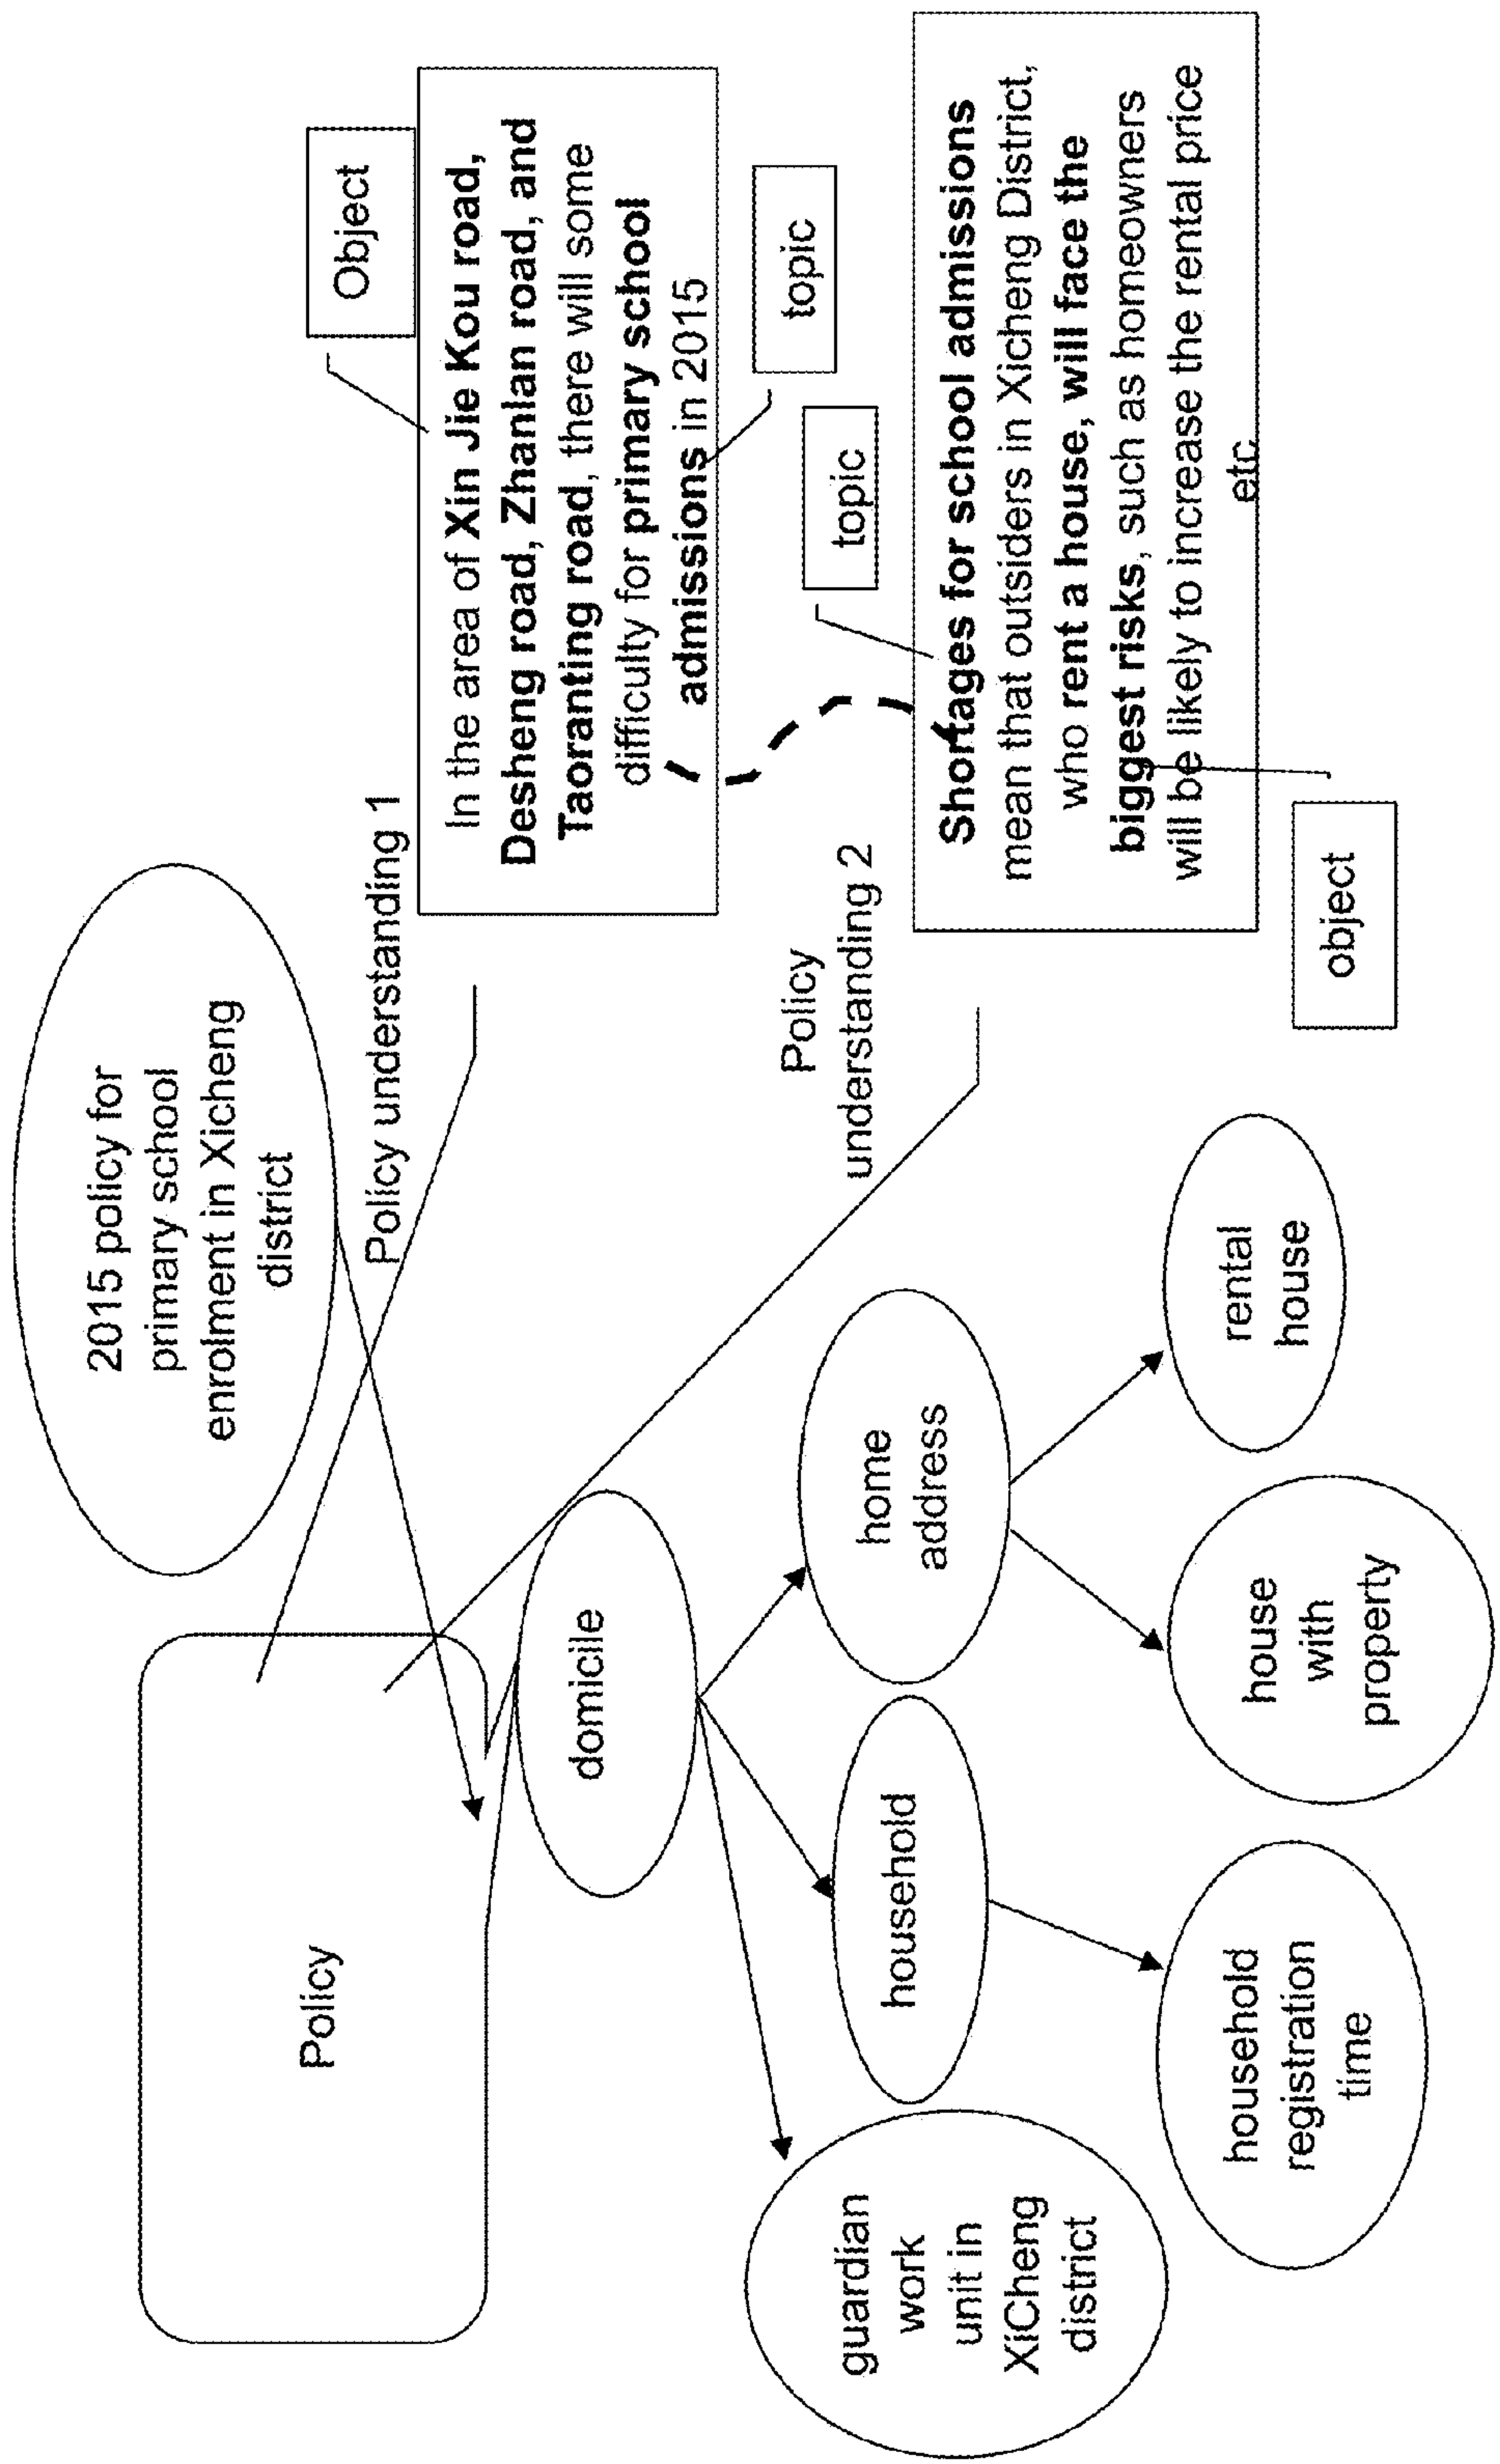 2015 policy for
primary school
enrolment in Xicheng
district
Policy
Policy understanding 1
Object
In the area of Xin Jie Kou road,
Desheng road, Zhanlan road, and
Taoranting road, there will some
difficulty for primary school
admissions in 2015
topic
domicile
Policy
understanding 2
topic
Shortages for school admissions
mean that outsiders in Xicheng District,
who rent a house, will face the
biggest risks, such as homeowners
will be likely to increase the rental price
etc
object
guardian
work
unit in
XiCheng
district
household
home
address
household
registration
time
house
with
property
rental
house